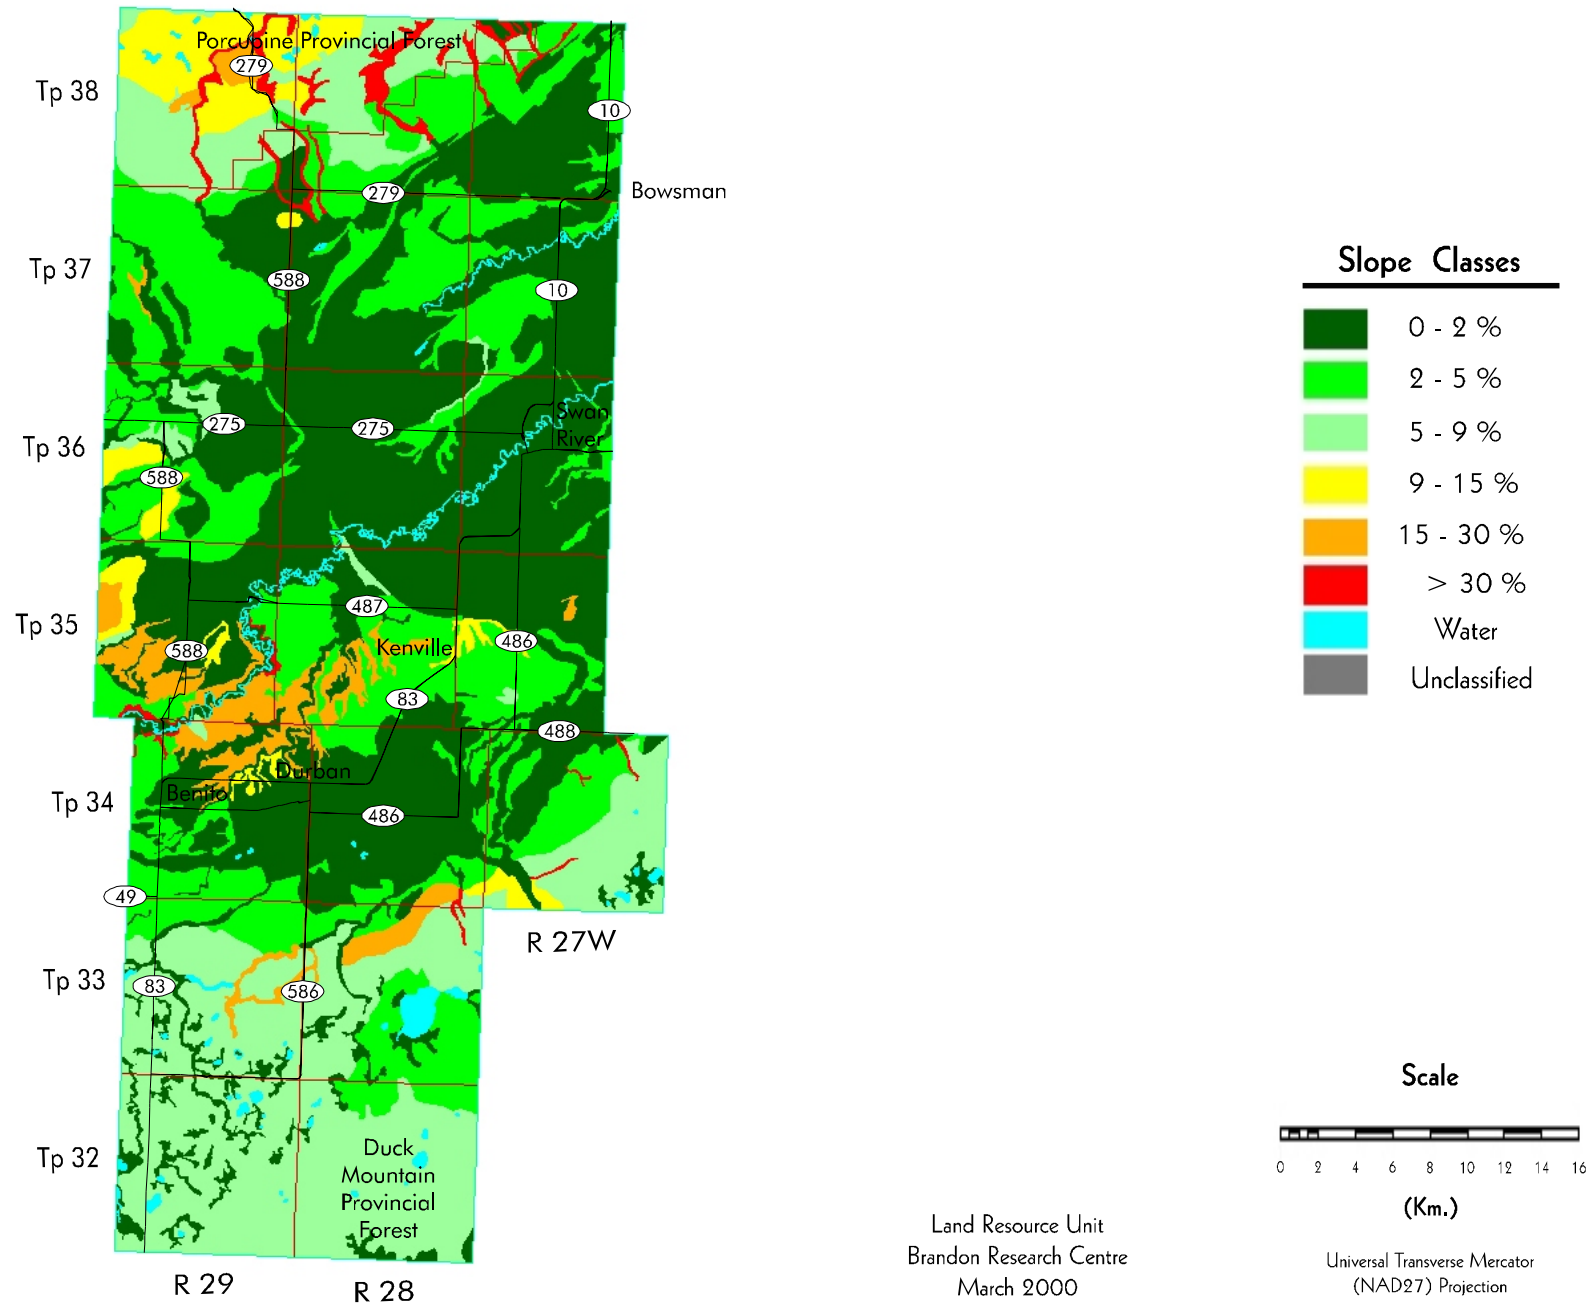 Porcupine Provincial Forest
279
Tp 38
10
279
Bowsman
Tp 37
588
10
Slope Classes
0 - 2 %
2 - 5 %
5 - 9 %
9 - 15 %
15 - 30 %
> 30 %
Water
Unclassified
Swan
River
275
275
Tp 36
588
487
Tp 35
588
Kenville
486
83
488
Durban
Benito
Tp 34
486
49
R 27W
Tp 33
83
586
Tp 32
Duck
Mountain
Provincial
Forest
R 29
R 28
Scale
0 2 4 6 8 10 12 14 16
(Km.)
Land Resource Unit
Brandon Research Centre
March 2000
Universal Transverse Mercator
(NAD27) Projection